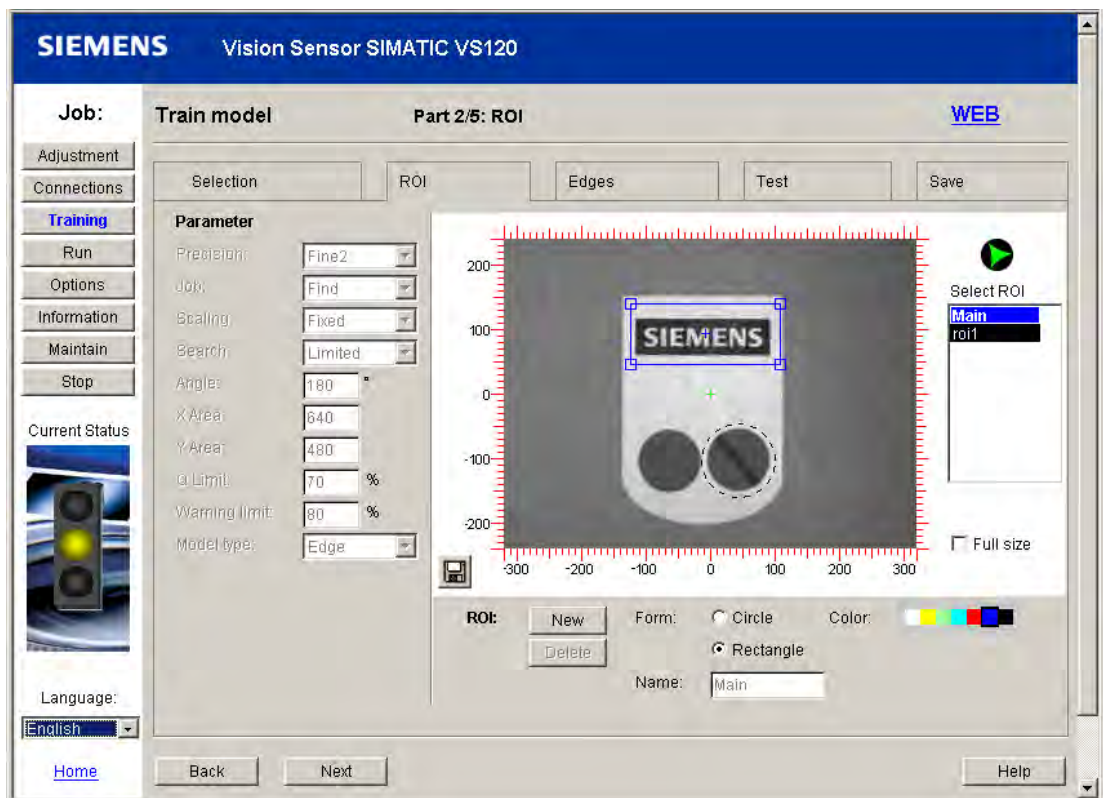 SIEMENS Vision Sensor SIMATIC VS120
Job:
Train model Part 2/5: ROI WEB
Adjustment
Connections
Training
Run
Options
Information
Maintain
Stop
Current Status
Language:
English
Home
Selection ROI Edges Test Save
Parameter
Precision: Fine2
Job: Find
Scaling: Fixed
Search: Limited
Angle: 180 °
X Area: 640
Y Area: 480
Q Limit: 70 %
Warning limit: 80 %
Model type: Edge
200
100
0
-100
-200
-300 -200 -100 0 100 200 300
SIEMENS
Select ROI
Main
roi1
Full size
ROI: New Form: Circle Color:
Delete Rectangle
Name: Main
Back Next Help